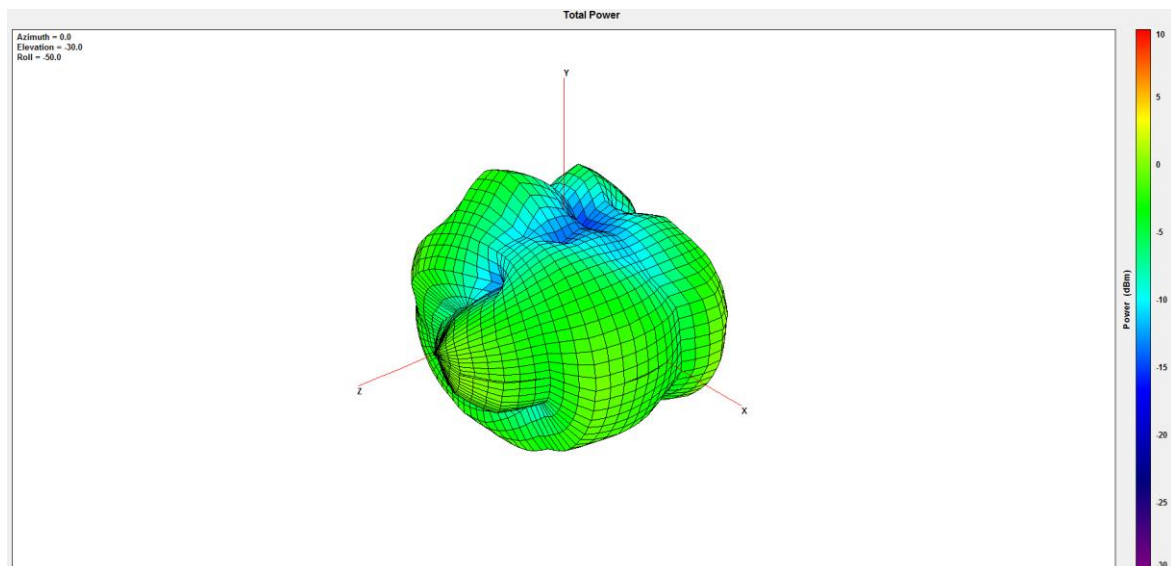 Total Power
Azimuth = 0.0
Elevation = -30.0
Roll = -50.0
Y
Z
X
10
5
0
-5
-10
-15
-20
-25
-30
Power (dBm)